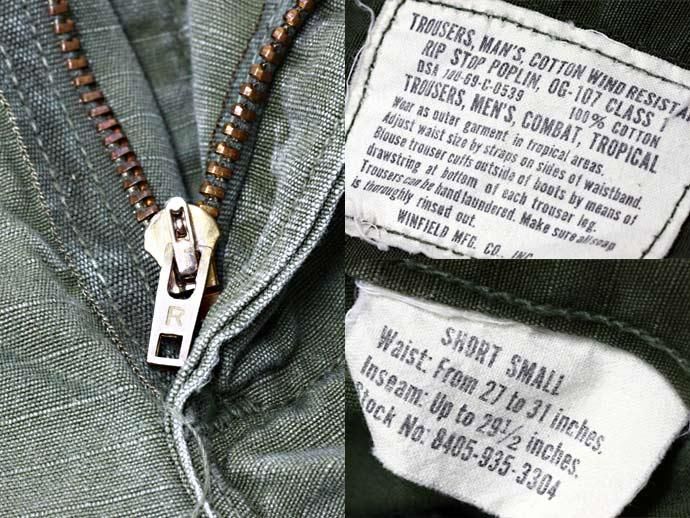 R
TROUSERS, MAN'S, COTTON WIND RESISTA
RIP STOP POPLIN, OG-107 CLASS 1
DSA 100-69-C-0539 100% COTTON
TROUSERS, MEN'S, COMBAT, TROPICAL
Wear as outer garment in tropical areas.
Adjust waist size by straps on sides of waistband.
Blouse trouser cuffs outside of boots by means of
drawstring at bottom of each trouser leg.
Trousers can be hand laundered. Make sure all soap
is thoroughly rinsed out.
WINFIELD MFG. CO., INC.
SHORT SMALL
Waist: From 27 to 31 inches.
Inseam: Up to 29½ inches.
stock No: 8405-935-3304